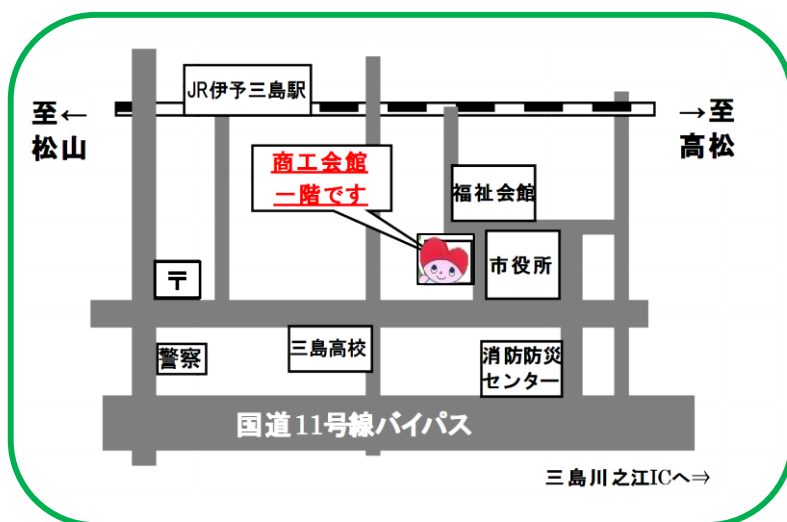 JR伊予三島駅
至←
松山
→至
高松
商工会館
一階です
福祉会館
市役所
〒
三島高校
警察
消防防災
センター
国道11号線バイパス
三島川之江ICへ⇒